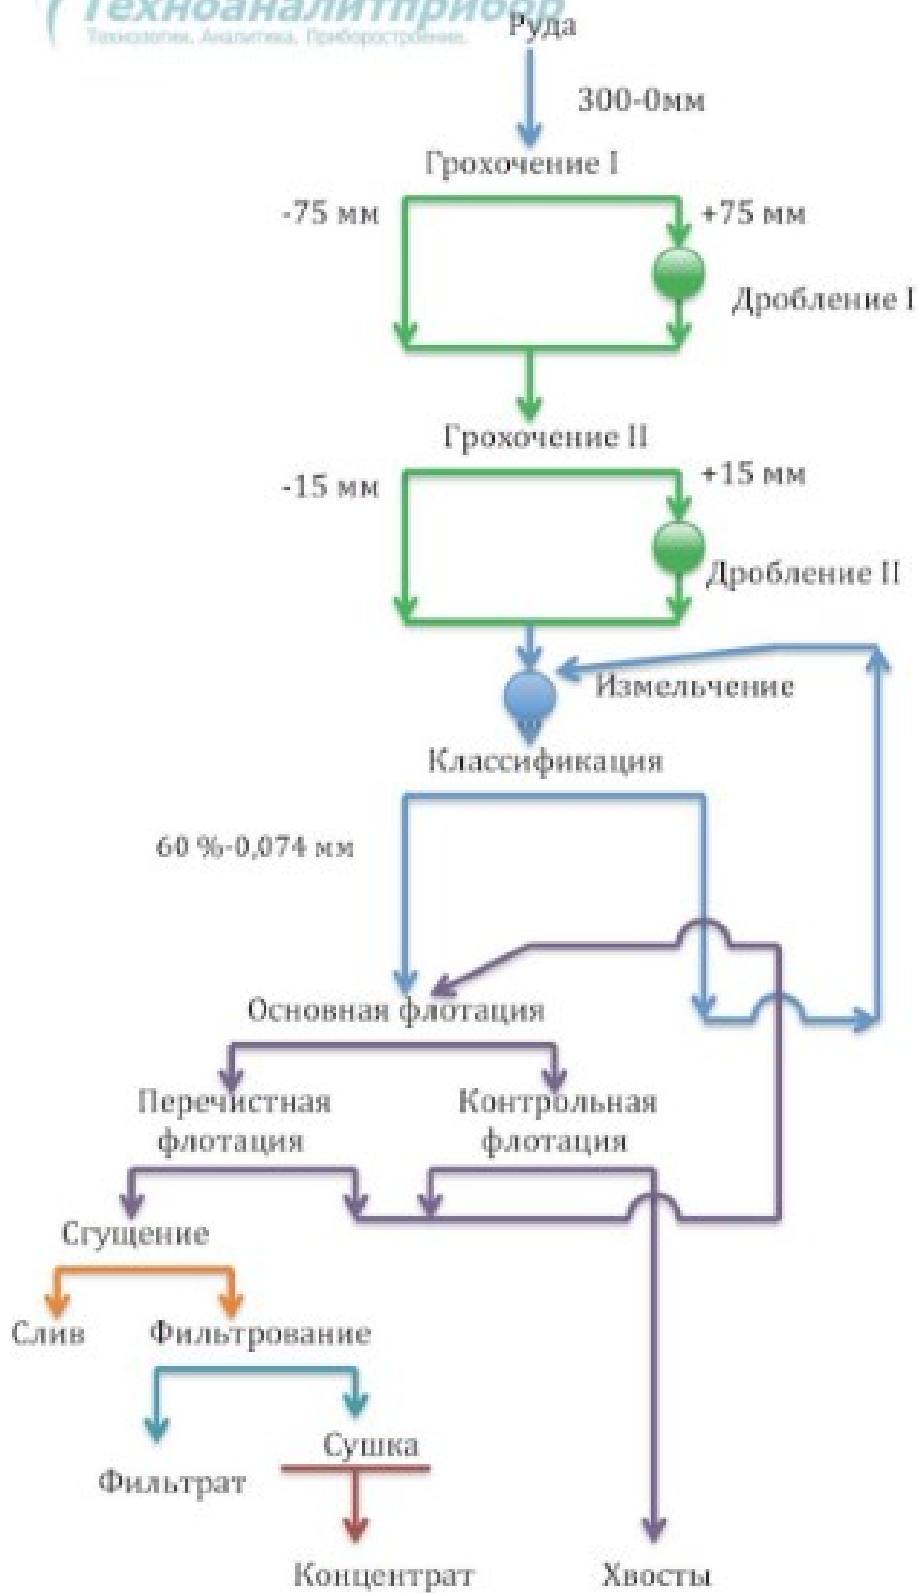 Техноаналитприбор
Технологии. Аналитика. Приборостроение.
Руда
300-0мм
Грохочение I
-75 мм
+75 мм
Дробление I
Грохочение II
-15 мм
+15 мм
Дробление II
Измельчение
Классификация
60 %-0,074 мм
Основная флотация
Перечистная
флотация
Контрольная
флотация
Сгущение
Слив
Фильтрование
Сушка
Фильтрат
Концентрат
Хвосты